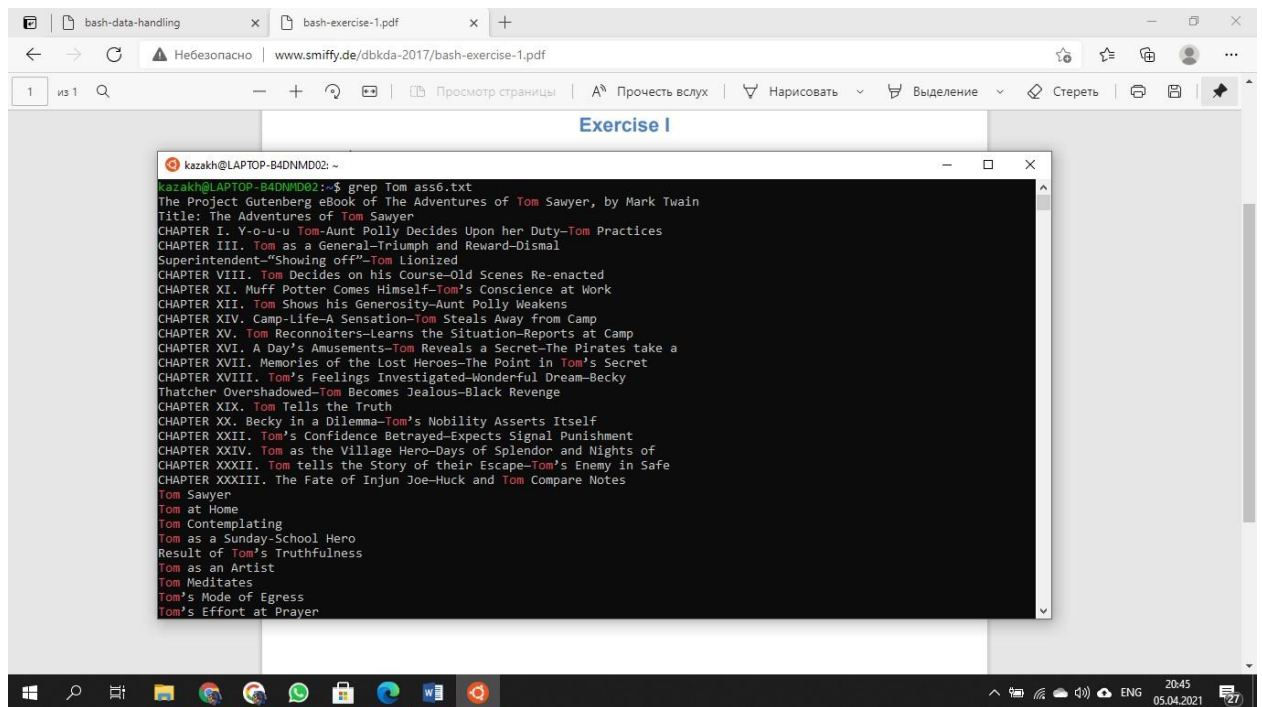 bash-data-handling
bash-exercise-1.pdf
Небезопасно | www.smiffy.de/dbkda-2017/bash-exercise-1.pdf
1 из 1 Просмотр страницы Прочесть вслух Нарисовать Выделение Стереть
Exercise I
kazakh@LAPTOP-B4DNMD02: ~
kazakh@LAPTOP-B4DNMD02:~$ grep Tom ass6.txt
The Project Gutenberg eBook of The Adventures of Tom Sawyer, by Mark Twain
Title: The Adventures of Tom Sawyer
CHAPTER I. Y-o-u-u Tom-Aunt Polly Decides Upon her Duty—Tom Practices
CHAPTER III. Tom as a General—Triumph and Reward—Dismal
Superintendent—“Showing off”—Tom Lionized
CHAPTER VIII. Tom Decides on his Course—Old Scenes Re-enacted
CHAPTER XI. Muff Potter Comes Himself—Tom’s Conscience at Work
CHAPTER XII. Tom Shows his Generosity—Aunt Polly Weakens
CHAPTER XIV. Camp-Life—A Sensation—Tom Steals Away from Camp
CHAPTER XV. Tom Reconnoiters—Learns the Situation—Reports at Camp
CHAPTER XVI. A Day’s Amusements—Tom Reveals a Secret—The Pirates take a
CHAPTER XVII. Memories of the Lost Heroes—The Point in Tom’s Secret
CHAPTER XVIII. Tom’s Feelings Investigated—Wonderful Dream—Becky
Thatcher Overshadowed—Tom Becomes Jealous—Black Revenge
CHAPTER XIX. Tom Tells the Truth
CHAPTER XX. Becky in a Dilemma—Tom’s Nobility Asserts Itself
CHAPTER XXII. Tom’s Confidence Betrayed—Expects Signal Punishment
CHAPTER XXIV. Tom as the Village Hero—Days of Splendor and Nights of
CHAPTER XXXII. Tom tells the Story of their Escape—Tom’s Enemy in Safe
CHAPTER XXXIII. The Fate of Injun Joe—Huck and Tom Compare Notes
Tom Sawyer
Tom at Home
Tom Contemplating
Tom as a Sunday-School Hero
Result of Tom’s Truthfulness
Tom as an Artist
Tom Meditates
Tom’s Mode of Egress
Tom’s Effort at Prayer
ENG
20:45
05.04.2021
27